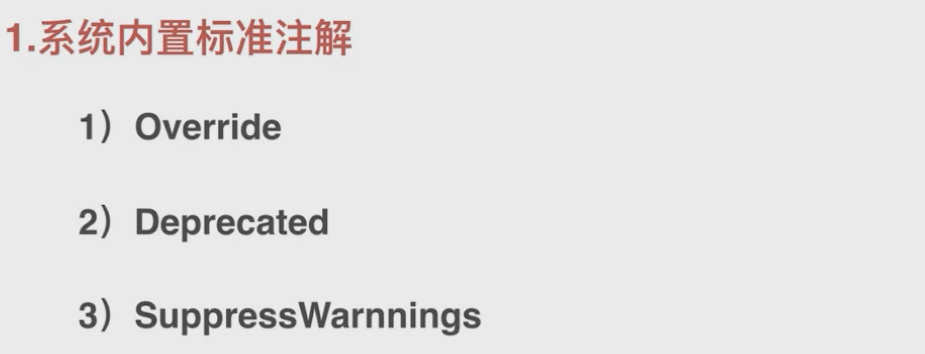 1.系统内置标准注解
1）Override
2）Deprecated
3）SuppressWarnnings